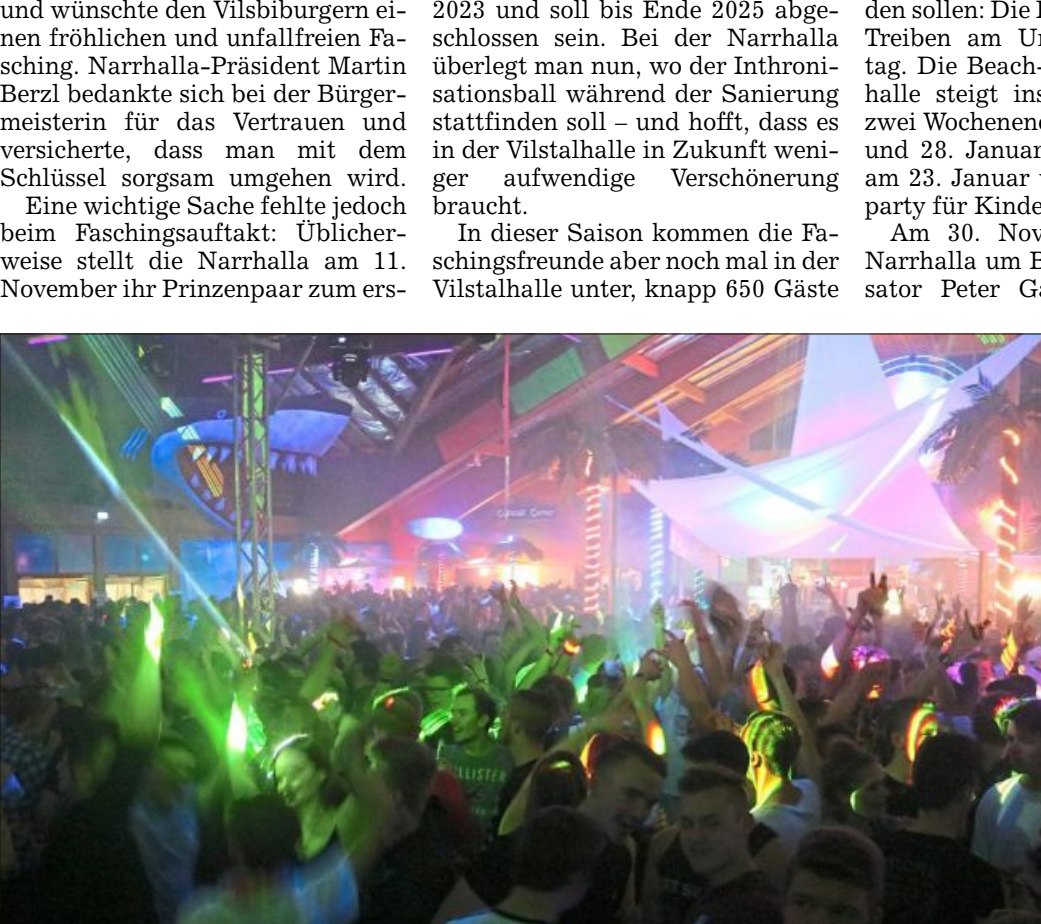 und wünschte den Vilsbiburgern ei-
nen fröhlichen und unfallfreien Fa-
sching. Narrhalla-Präsident Martin
Berzl bedankte sich bei der Bürger-
meisterin für das Vertrauen und
versicherte, dass man mit dem
Schlüssel sorgsam umgehen wird.
Eine wichtige Sache fehlte jedoch
beim Faschingsauftakt: Üblicher-
weise stellt die Narrhalla am 11.
November ihr Prinzenpaar zum ers-
2023 und soll bis Ende 2025 abge-
schlossen sein. Bei der Narrhalla
überlegt man nun, wo der Inthroni-
sationsball während der Sanierung
stattfinden soll – und hofft, dass es
in der Vilstalhalle in Zukunft weni-
ger aufwendige Verschönerung
braucht.
In dieser Saison kommen die Fa-
schingsfreunde aber noch mal in der
Vilstalhalle unter, knapp 650 Gäste
den sollen: Die
Treiben am Un
tag. Die Beach-
halle steigt ins
zwei Wochenend
und 28. Januar
am 23. Januar
party für Kinde
Am 30. Nov
Narrhalla um
sator Peter Ga
LLISTER